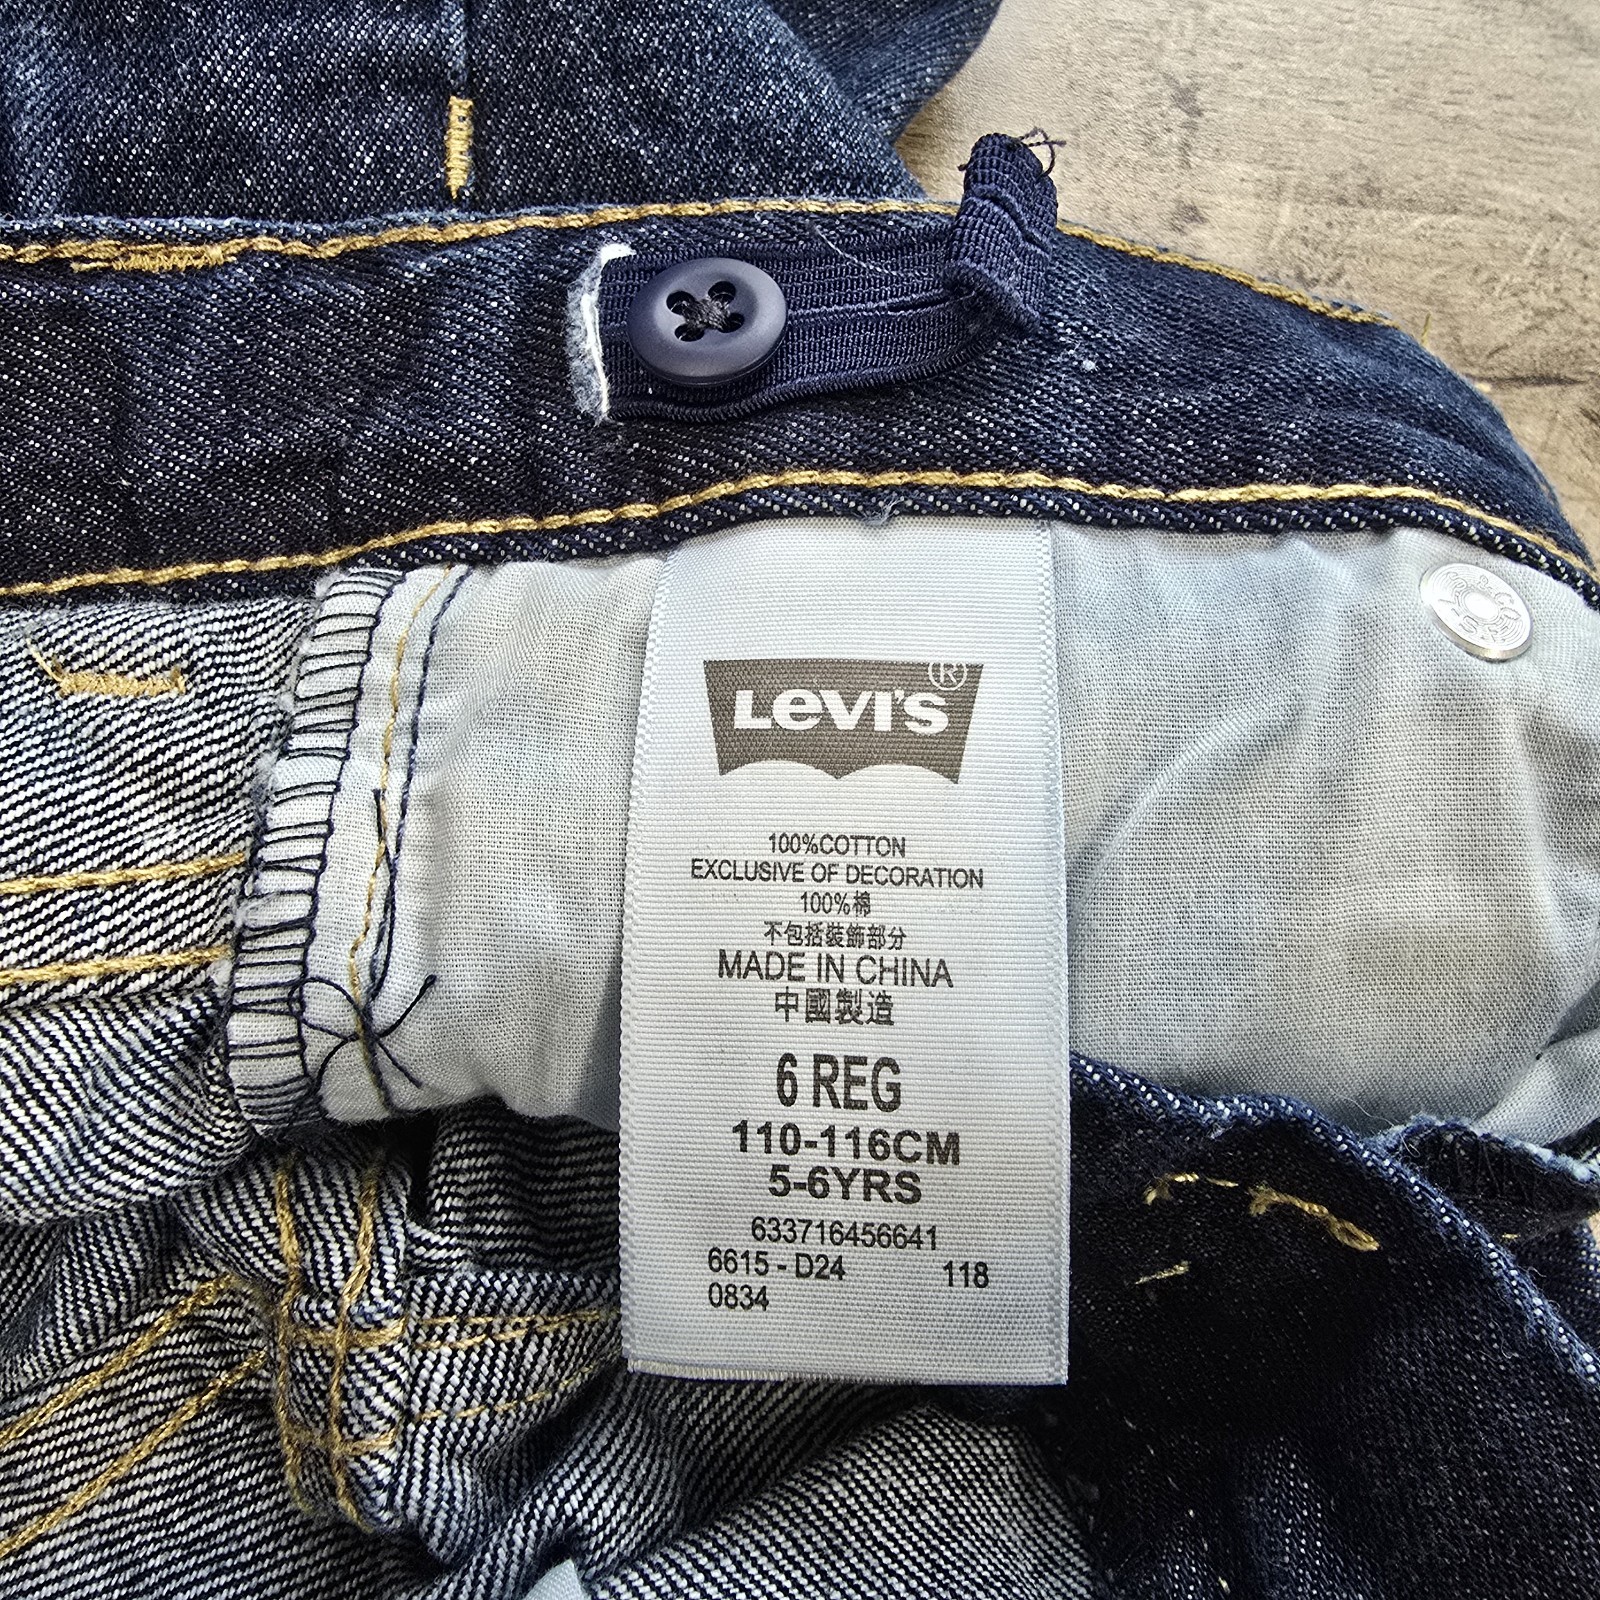 Levi's®
100%COTTON
EXCLUSIVE OF DECORATION
100%棉
不包括裝飾部分
MADE IN CHINA
中國製造
6 REG
110-116CM
5-6YRS
633716456641
6615 - D24 118
0834